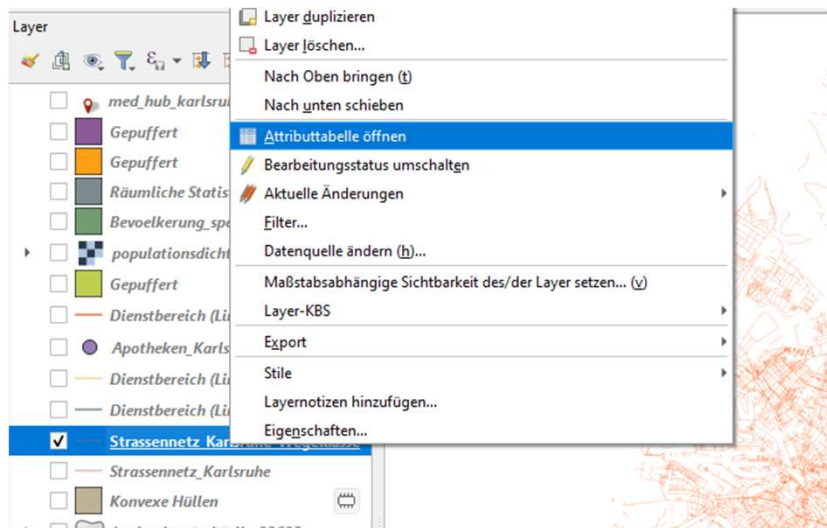 Layer
med_hub_karlsru
Gepuffert
Gepuffert
Räumliche Statis
Bevoelkerung_spe
populationsdicht
Gepuffert
Dienstbereich (Li
Apotheken_Karls
Dienstbereich (Li
Dienstbereich (Li
Strassennetz_Karlsruhe_Wegeklasse
Strassennetz_Karlsruhe
Konvexe Hüllen
Layer duplizieren
Layer löschen...
Nach Oben bringen (t)
Nach unten schieben
Attributtabelle öffnen
Bearbeitungsstatus umschalten
Aktuelle Änderungen
Filter...
Datenquelle ändern (h)...
Maßstabsabhängige Sichtbarkeit des/der Layer setzen... (v)
Layer-KBS
Export
Stile
Layernotizen hinzufügen...
Eigenschaften...